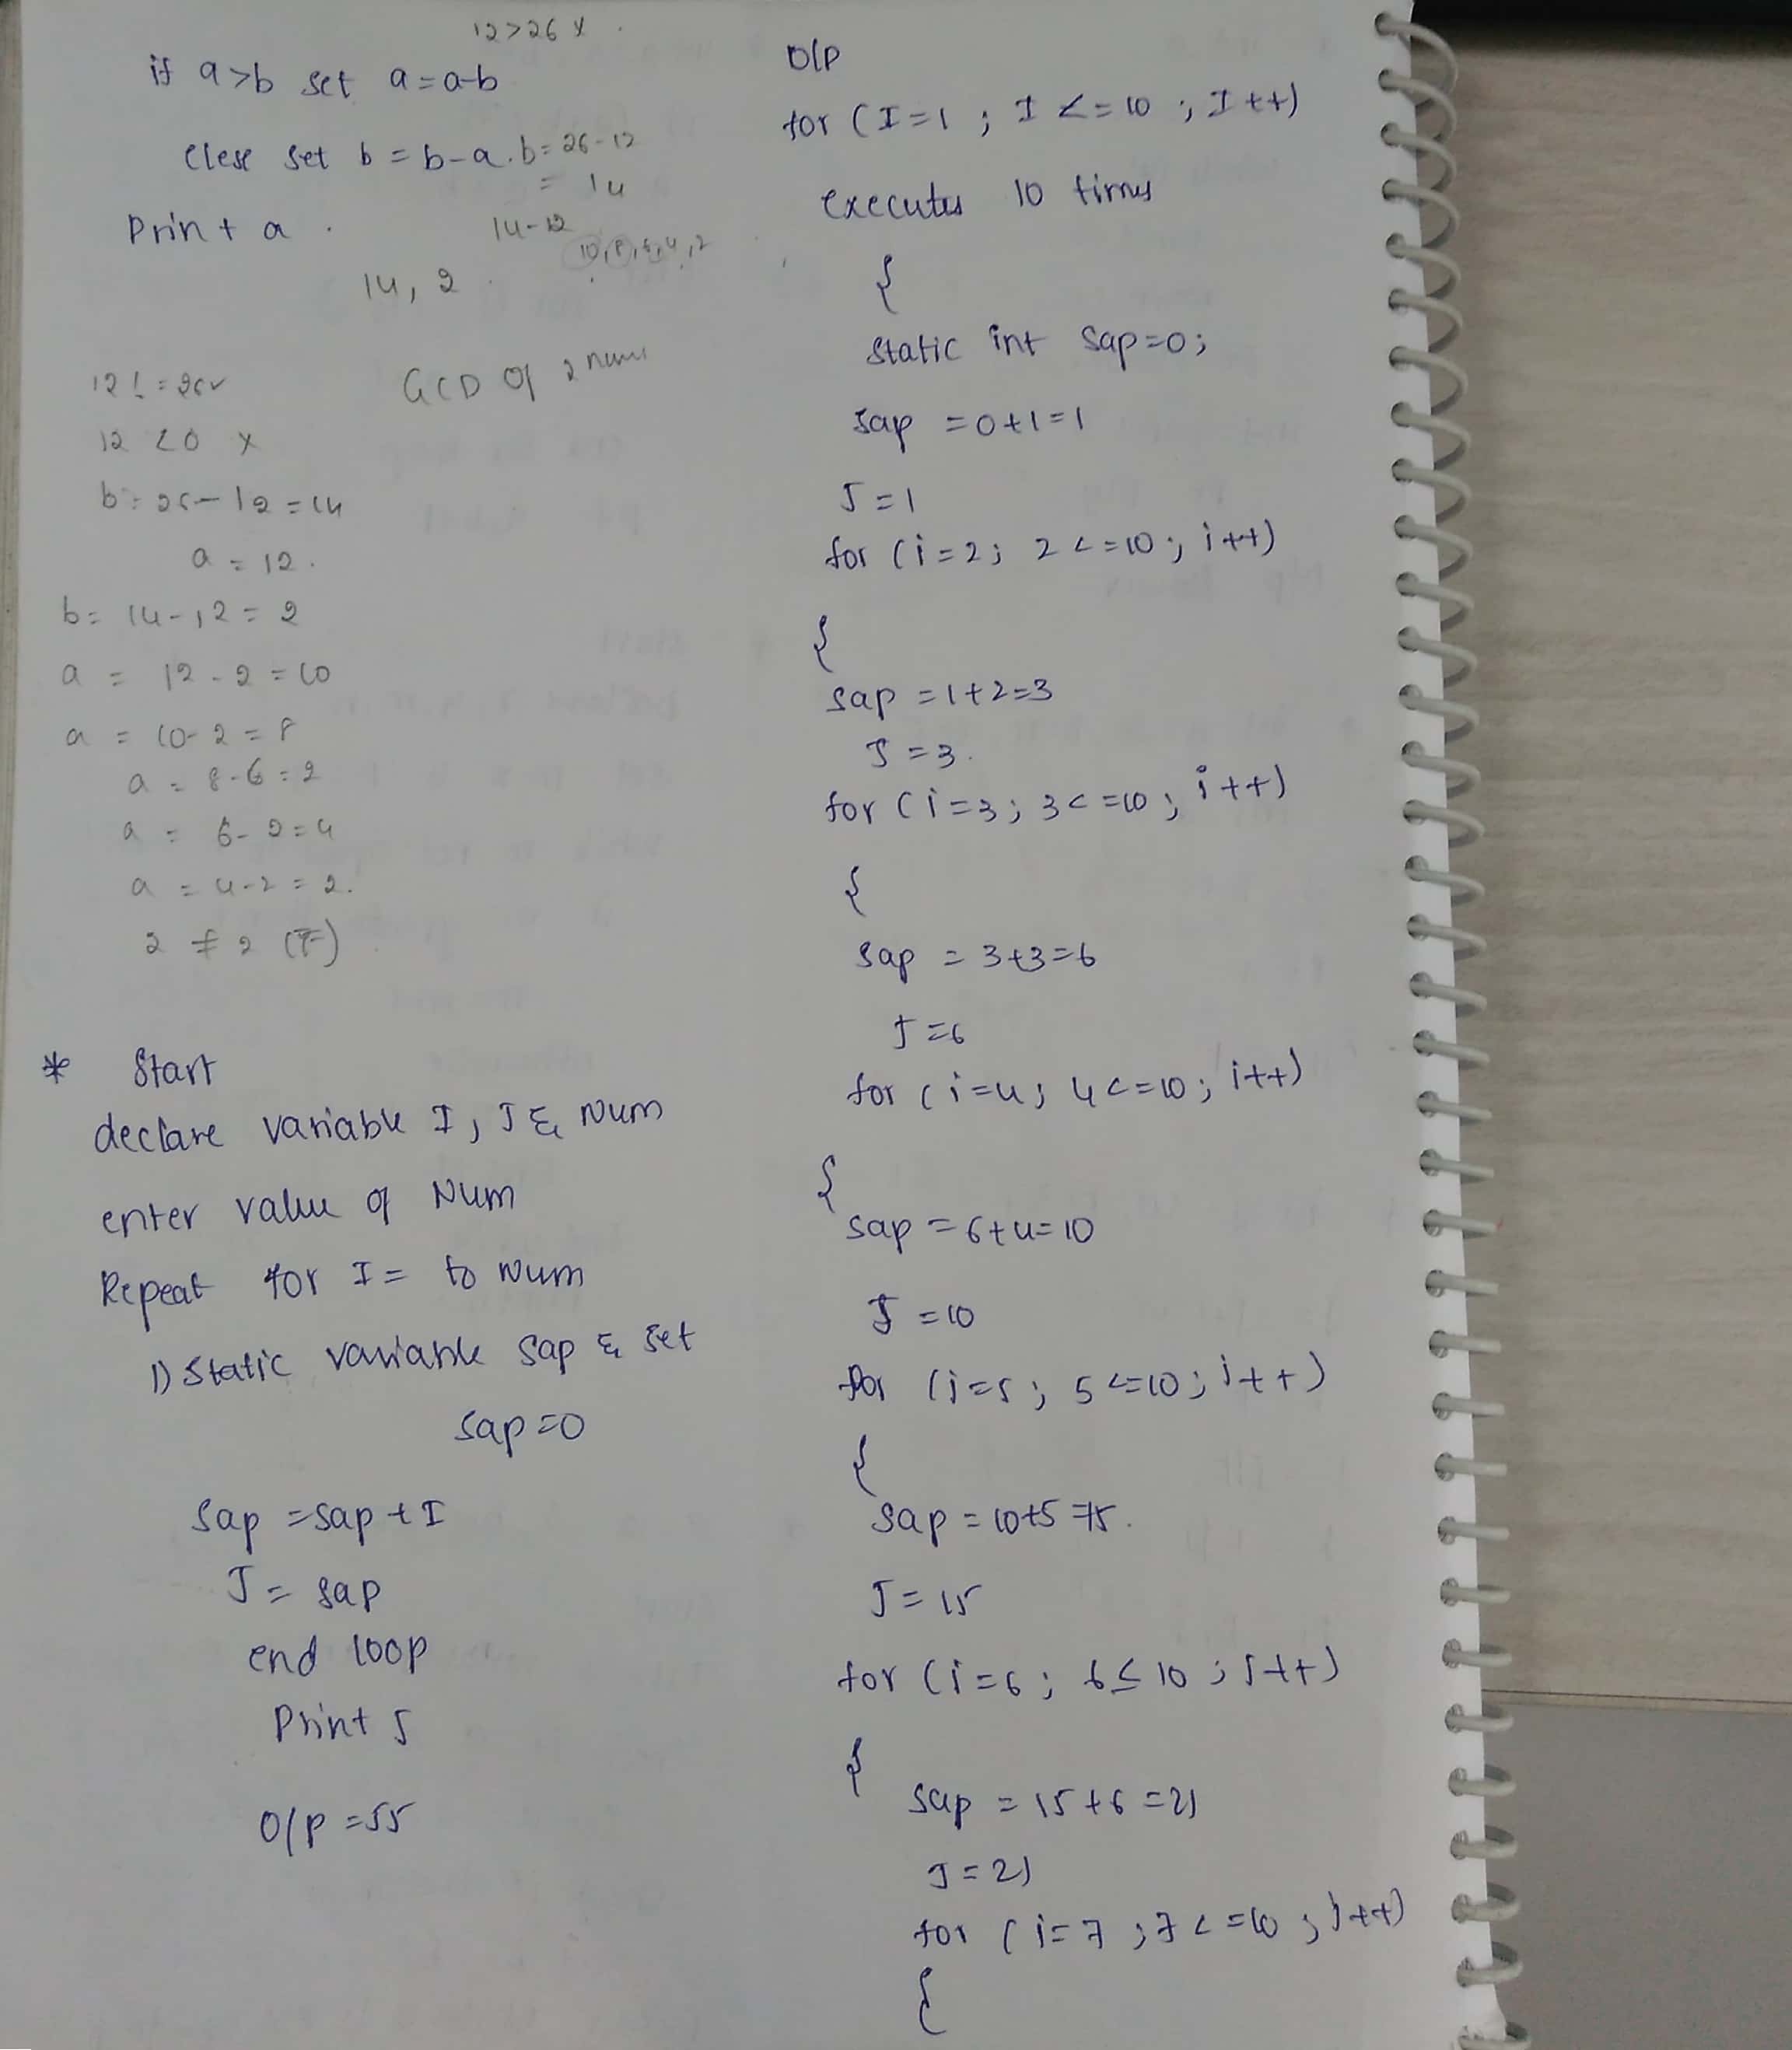 12>26 x
if a>b set a=a-b
Clese set b=b-a. b=26-12
= 14
Print a .
14-12
10,8,6,4,2
14, 2
GCD Of 2 nums
12 != 26✓
12 <0 x
b=26-12=14
a=12.
b= 14-12=2
a = 12-2=10
a = 10-2=8
a = 8-6=2
a = 6-2=4
a = 4-2=2.
2 ≠ 2 (F)
* Start
declare variable I, J & Num
enter value of Num
Repeat for I= to Num
1) Static variable Sap & set
Sap=0
Sap =Sap+I
J= Sap
end loop
Print J
O/P =55
O/P
for (I=1 ; I <=10 ; I++)
executes 10 times
{
Static int Sap=0;
Sap =0+1=1
J=1
for (i=2; 2<=10; i++)
{
Sap =1+2=3
J=3.
for (i=3; 3<=10; i++)
{
Sap = 3+3=6
J=6
for (i=4; 4<=10; i++)
{
Sap =6+4=10
J=10
for (i=5; 5<=10; i++)
{
Sap=10+5=15.
J=15
for (i=6; 6≤10; i++)
{
Sap = 15+6=21
J=21
for (i=7; 7<=10; i++)
{